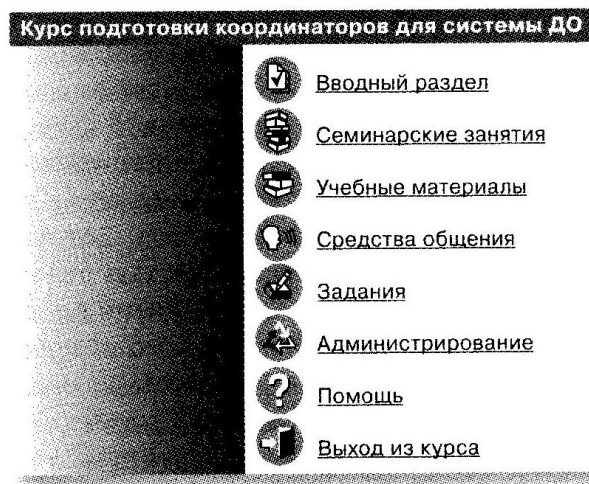 Курс подготовки координаторов для системы ДО
Вводный раздел
Семинарские занятия
Учебные материалы
Средства общения
Задания
Администрирование
Помощь
Выход из курса